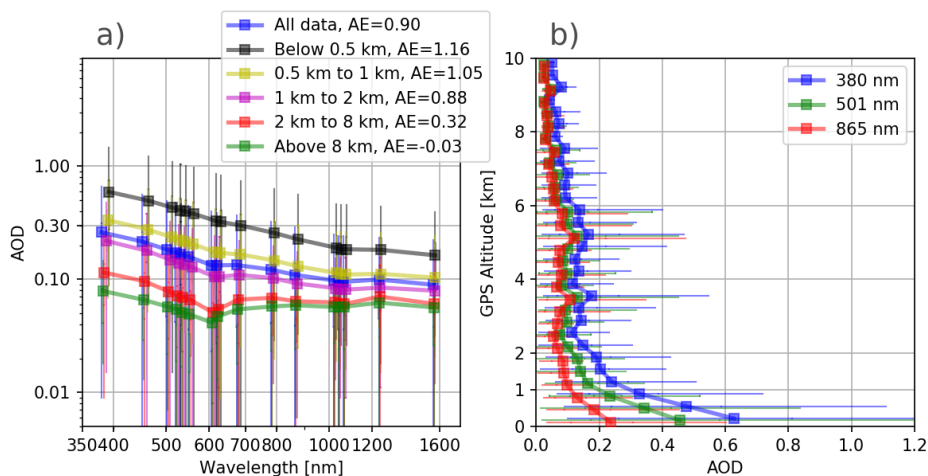 a)
All data, AE=0.90
Below 0.5 km, AE=1.16
0.5 km to 1 km, AE=1.05
1 km to 2 km, AE=0.88
2 km to 8 km, AE=0.32
Above 8 km, AE=-0.03
AOD
1.00
0.30
0.10
0.01
350 400 500 600 700 800 1000 1200 1600
Wavelength [nm]
b)
380 nm
501 nm
865 nm
GPS Altitude [km]
10
8
6
5
4
3
2
1
0
0.0 0.2 0.4 0.6 0.8 1.0 1.2
AOD